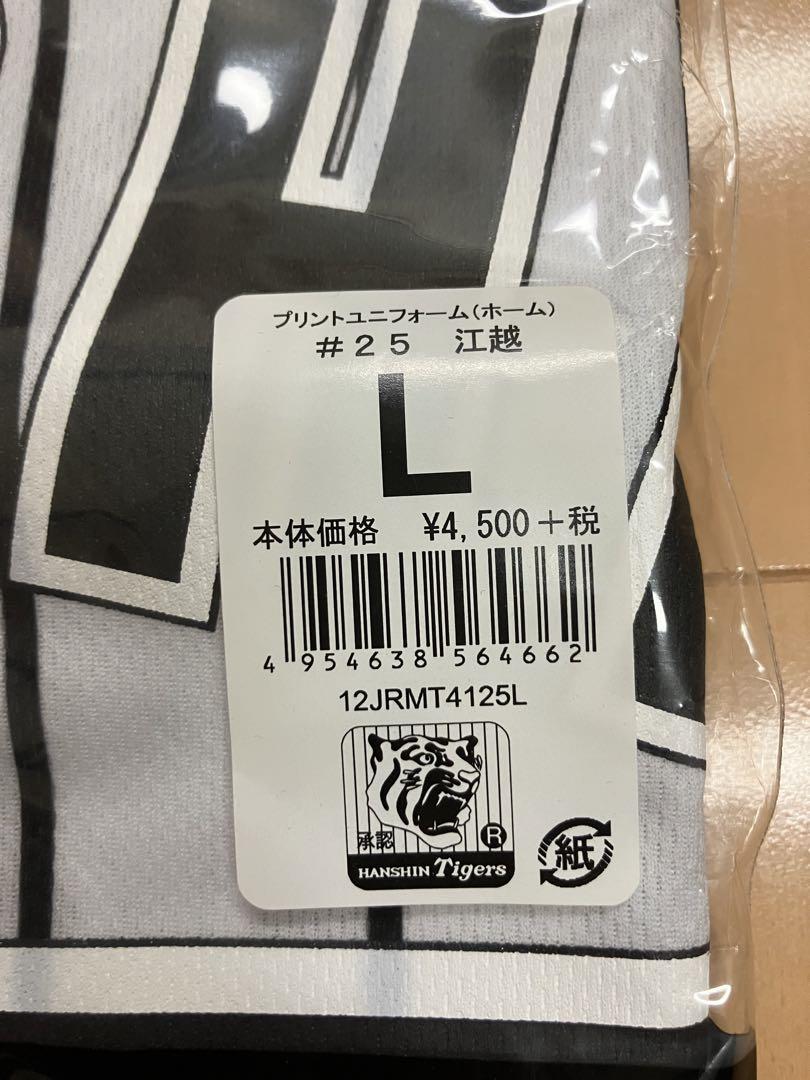 プリントユニフォーム(ホーム)
#25 江越
L
本体価格 ¥4,500+税
4 954638 564662
12JRMT4125L
承認
®
HANSHIN Tigers
紙